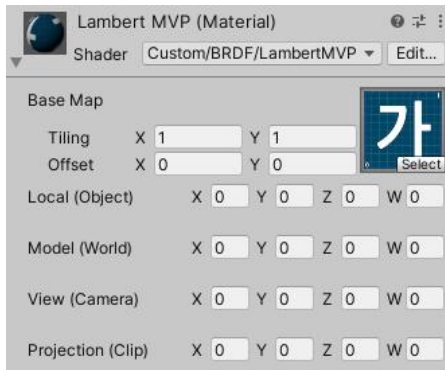 Lambert MVP (Material)
Shader Custom/BRDF/LambertMVP Edit...
Base Map
가
Tiling X 1 Y 1
Offset X 0 Y 0
Select
Local (Object) X 0 Y 0 Z 0 W 0
Model (World) X 0 Y 0 Z 0 W 0
View (Camera) X 0 Y 0 Z 0 W 0
Projection (Clip) X 0 Y 0 Z 0 W 0